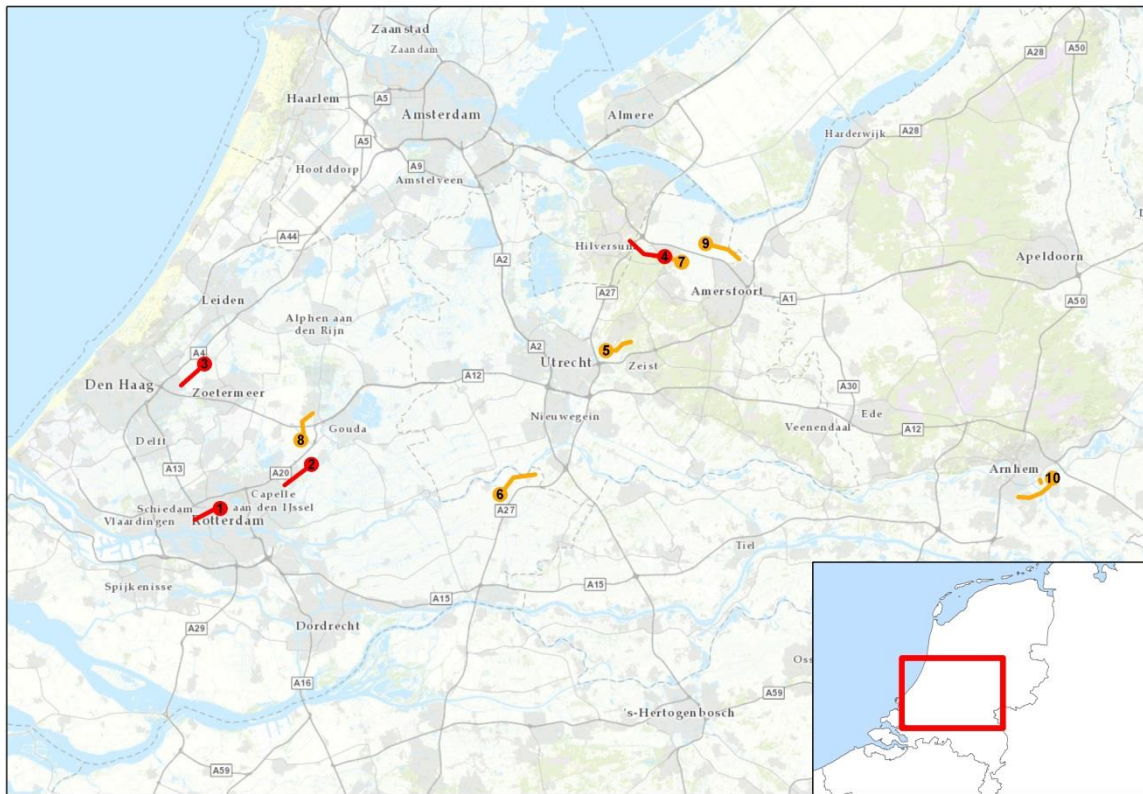 Zaanstad
Zaandam
A28
A50
A5
Haarlem
Amsterdam
Almere
A28
Harderwijk
A5
A9
Hoofddorp
Amstelveen
A44
A2
Hilversum
4
7
9
Apeldoorn
A27
Amersfoort
A1
A50
Leiden
Alphen aan
den Rijn
A4
3
A2
5
Utrecht
Zeist
Den Haag
Zoetermeer
A12
A30
Nieuwegein
Ede
Veenendaal
A12
8
Gouda
Delft
A13
A20
2
Arnhem
10
6
A27
Capelle
aan den IJssel
Schiedam
1
Vlaardingen
Rotterdam
Tiel
Spijkenisse
A15
A15
Dordrecht
A29
Oss
A16
A59
's-Hertogenbosch
A59